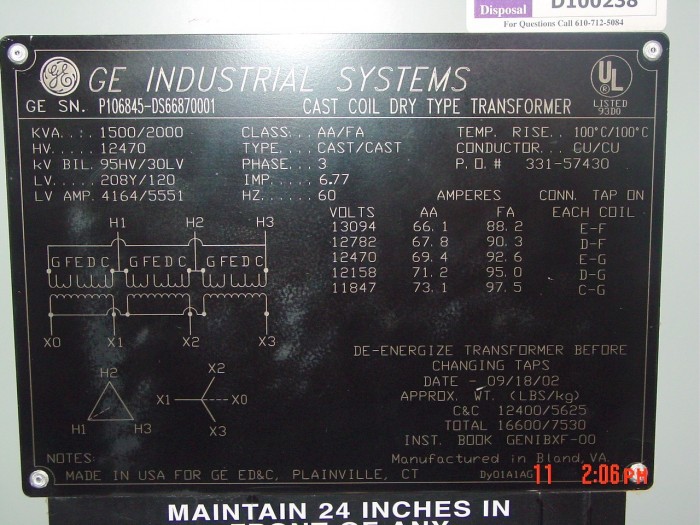 Disposal D100238
For Questions Call 610-712-5084
GE INDUSTRIAL SYSTEMS
UL
LISTED
93D0
GE SN. P106845-DS66870001 CAST COIL DRY TYPE TRANSFORMER
KVA...: 1500/2000 CLASS: AA/FA TEMP. RISE.. 100°C/100°C
HV..... 12470 TYPE.... CAST/CAST CONDUCTOR.. CU/CU
kV BIL. 95HV/30LV PHASE... 3 P.O.# 331-57430
LV..... 208Y/120 IMP..... 6.77
LV AMP. 4164/5551 HZ...... 60
AMPERES CONN. TAP ON
VOLTS AA FA EACH COIL
13094 66.1 88.2 E-F
12782 67.8 90.3 D-F
12470 69.4 92.6 E-G
12158 71.2 95.0 D-G
11847 73.1 97.5 C-G
H1 H2 H3
G F E D C G F E D C G F E D C
X0 X1 X2 X3
DE-ENERGIZE TRANSFORMER BEFORE
CHANGING TAPS
DATE - 09/18/02
APPROX. WT. (LBS/kg)
C&C 12400/5625
TOTAL 16600/7530
INST. BOOK GENIBXF-00
H2
H1 H3
X2
X1 X0
X3
NOTES: Manufactured in Bland, VA.
MADE IN USA FOR GE ED&C, PLAINVILLE, CT Dy01A1AG
11 2:06PM
MAINTAIN 24 INCHES IN
FRONT OF ANY